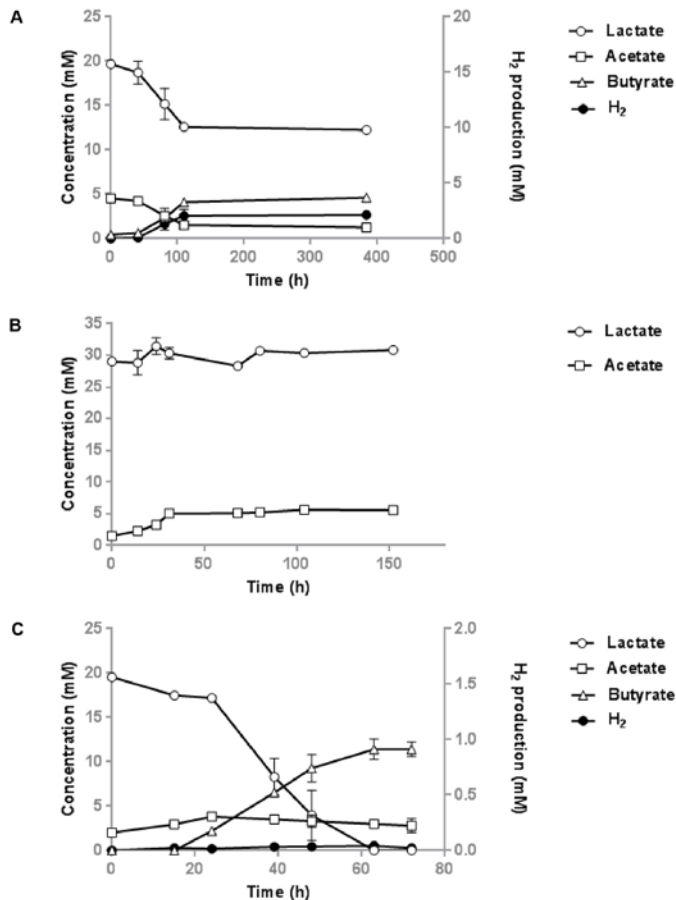 A
25
20
15
10
5
0
Concentration (mM)
0 100 200 300 400 500
Time (h)
20
15
10
5
0
H2 production (mM)
Lactate
Acetate
Butyrate
H2
B
35
30
25
20
15
10
5
0
Concentration (mM)
0 50 100 150
Time (h)
Lactate
Acetate
C
25
20
15
10
5
0
Concentration (mM)
0 20 40 60 80
Time (h)
2.0
1.5
1.0
0.5
0.0
H2 production (mM)
Lactate
Acetate
Butyrate
H2